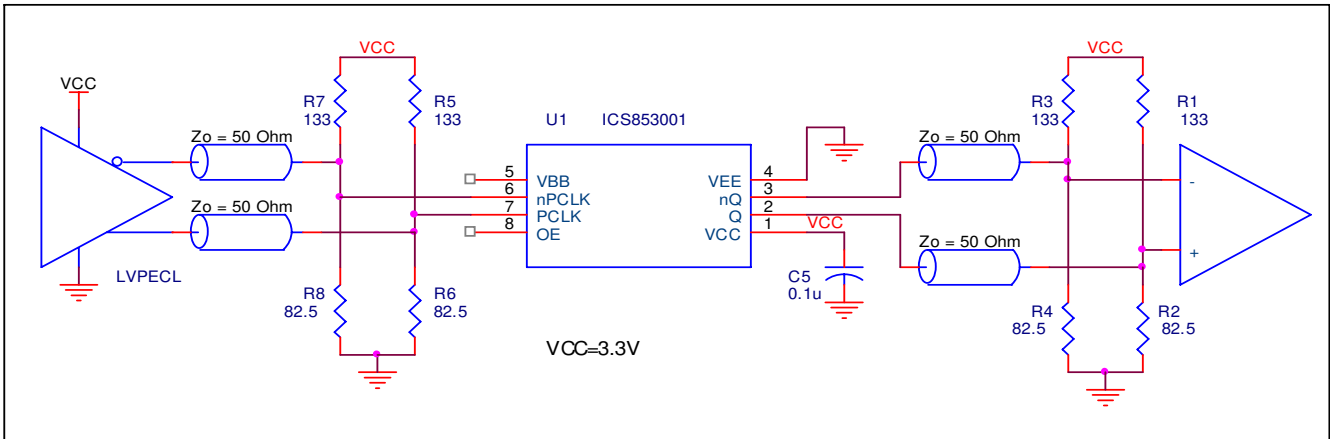 VCC
VCC
VCC
R7
133
R5
133
R3
133
R1
133
U1 ICS853001
Zo = 50 Ohm
Zo = 50 Ohm
5
6
7
8
VBB
nPCLK
PCLK
OE
VEE
nQ
Q
VCC
4
3
2
1
VCC
-
+
Zo = 50 Ohm
Zo = 50 Ohm
LVPECL
C5
0.1u
R8
82.5
R6
82.5
R4
82.5
R2
82.5
VCC=3.3V